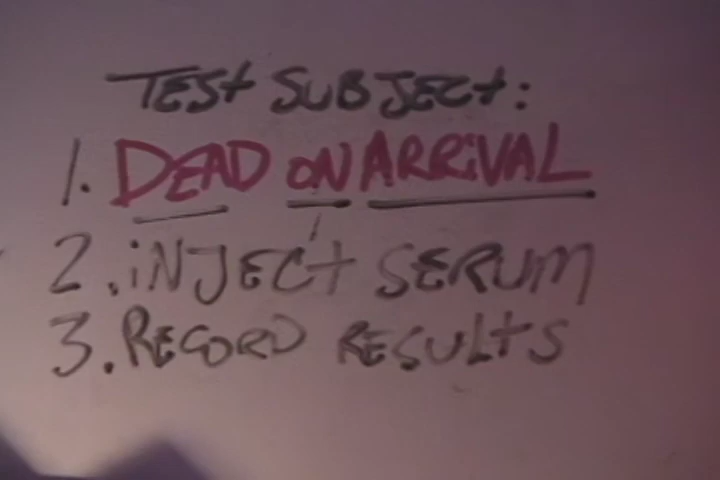 TEST SUBJECT:
1. DEAD ON ARRIVAL
2. INJECT SERUM
3. RECORD RESULTS